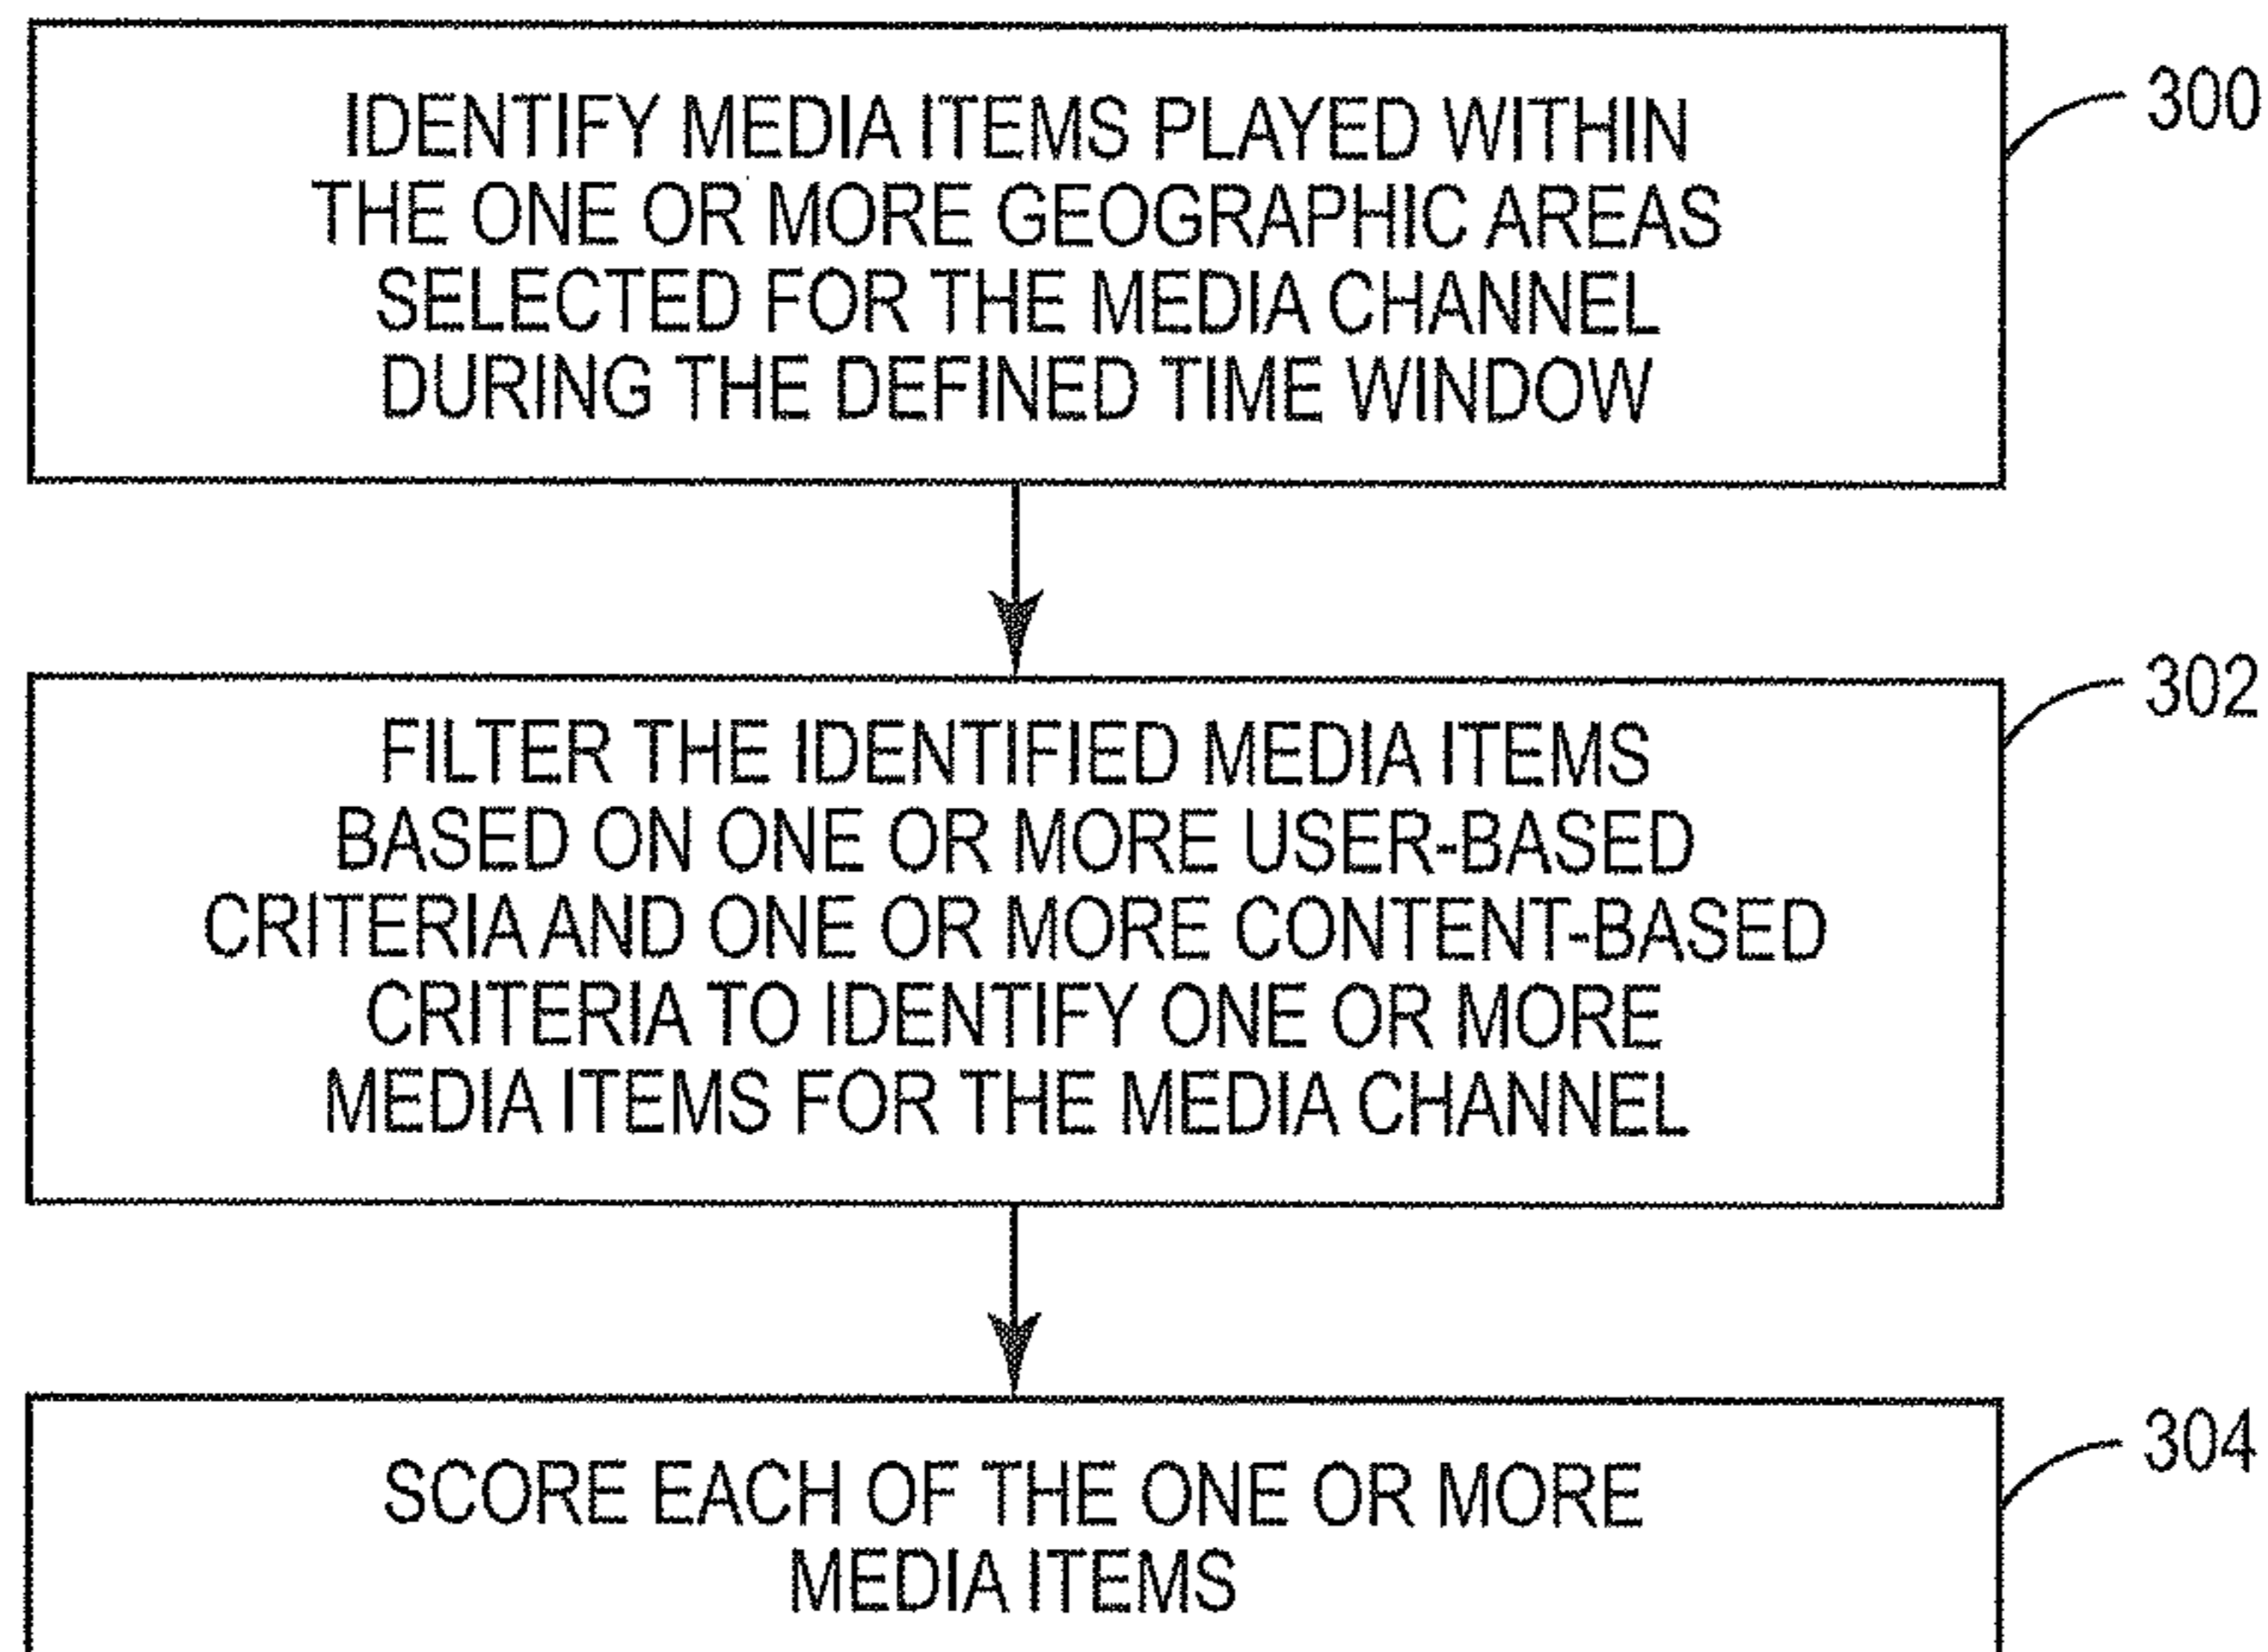 IDENTIFY MEDIA ITEMS PLAYED WITHIN
THE ONE OR MORE GEOGRAPHIC AREAS
SELECTED FOR THE MEDIA CHANNEL
DURING THE DEFINED TIME WINDOW
300
FILTER THE IDENTIFIED MEDIA ITEMS
BASED ON ONE OR MORE USER-BASED
CRITERIA AND ONE OR MORE CONTENT-BASED
CRITERIA TO IDENTIFY ONE OR MORE
MEDIA ITEMS FOR THE MEDIA CHANNEL
302
SCORE EACH OF THE ONE OR MORE
MEDIA ITEMS
304